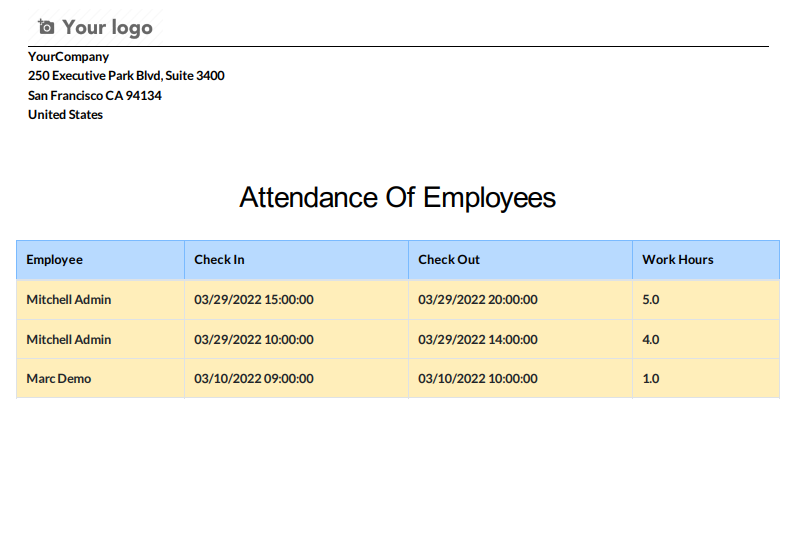 Your logo
YourCompany
250 Executive Park Blvd, Suite 3400
San Francisco CA 94134
United States
Attendance Of Employees
Employee Check In Check Out Work Hours
Mitchell Admin 03/29/2022 15:00:00 03/29/2022 20:00:00 5.0
Mitchell Admin 03/29/2022 10:00:00 03/29/2022 14:00:00 4.0
Marc Demo 03/10/2022 09:00:00 03/10/2022 10:00:00 1.0